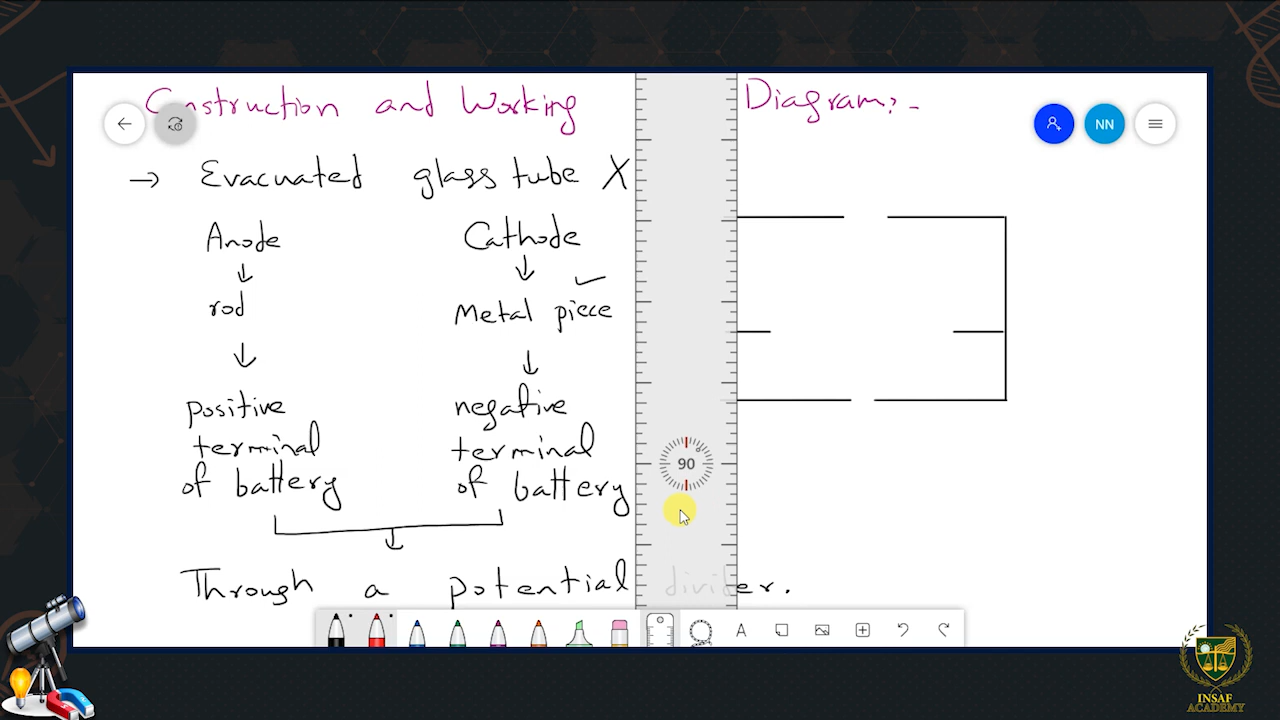 Construction and Working
Diagram:-
NN
→ Evacuated glass tube X
Anode Cathode
↓ ↓
rod Metal piece
↓ ↓
positive negative
terminal terminal
of battery of battery
↓
Through a potential divider.
90
A
INSAF
ACADEMY